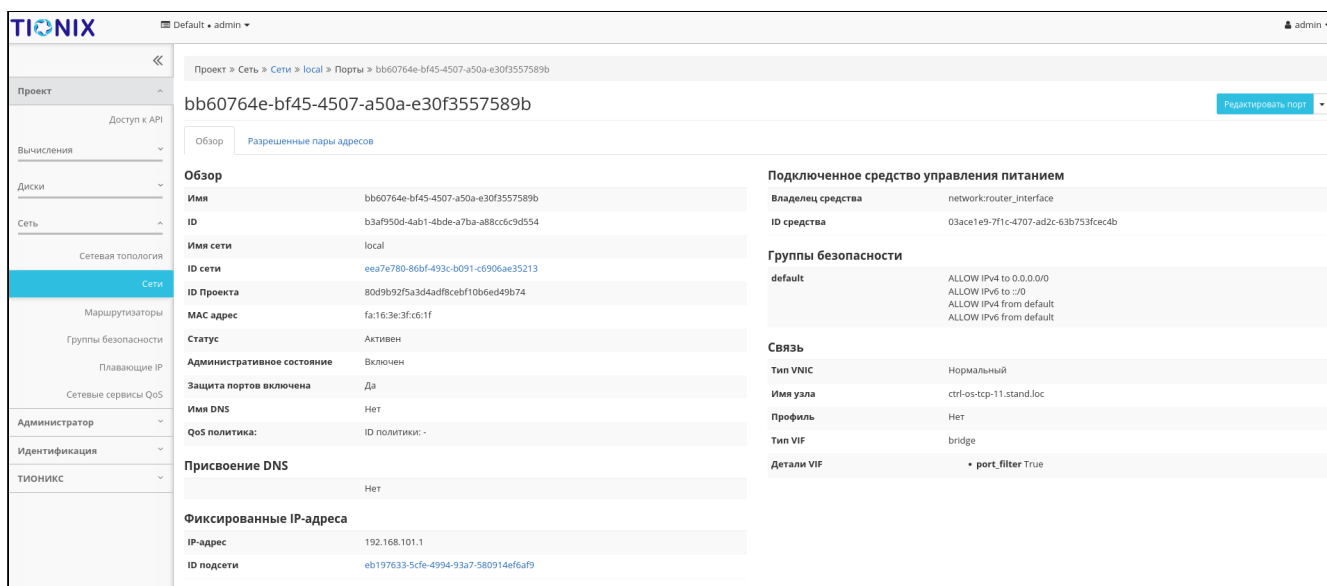 TIONIX
Default • admin
admin
Проект » Сеть » Сети » local » Порты » bb60764e-bf45-4507-a50a-e30f3557589b
Проект
Доступ к API
Вычисления
Диски
Сеть
Сетевая топология
Сети
Маршрутизаторы
Группы безопасности
Плавающие IP
Сетевые сервисы QoS
Администратор
Идентификация
ТИОНИКС
bb60764e-bf45-4507-a50a-e30f3557589b
Редактировать порт
Обзор
Разрешенные пары адресов
Обзор
Имя bb60764e-bf45-4507-a50a-e30f3557589b
ID b3af950d-4ab1-4bde-a7ba-a88cc6c9d554
Имя сети local
ID сети eea7e780-86bf-493c-b091-c6906ae35213
ID Проекта 80d9b92f5a3d4adf8cebf10b6ed49b74
MAC адрес fa:16:3e:3f:c6:1f
Статус Активен
Административное состояние Включен
Защита портов включена Да
Имя DNS Нет
QoS политика: ID политики: -
Присвоение DNS
Нет
Фиксированные IP-адреса
IP-адрес 192.168.101.1
ID подсети eb197633-5cfe-4994-93a7-580914ef6af9
Подключенное средство управления питанием
Владелец средства network:router_interface
ID средства 03ace1e9-7f1c-4707-ad2c-63b753fcec4b
Группы безопасности
default ALLOW IPv4 to 0.0.0.0/0
ALLOW IPv6 to ::/0
ALLOW IPv4 from default
ALLOW IPv6 from default
Связь
Тип VNIC Нормальный
Имя узла ctrl-os-tcp-11.stand.loc
Профиль Нет
Тип VIF bridge
Детали VIF • port_filter True